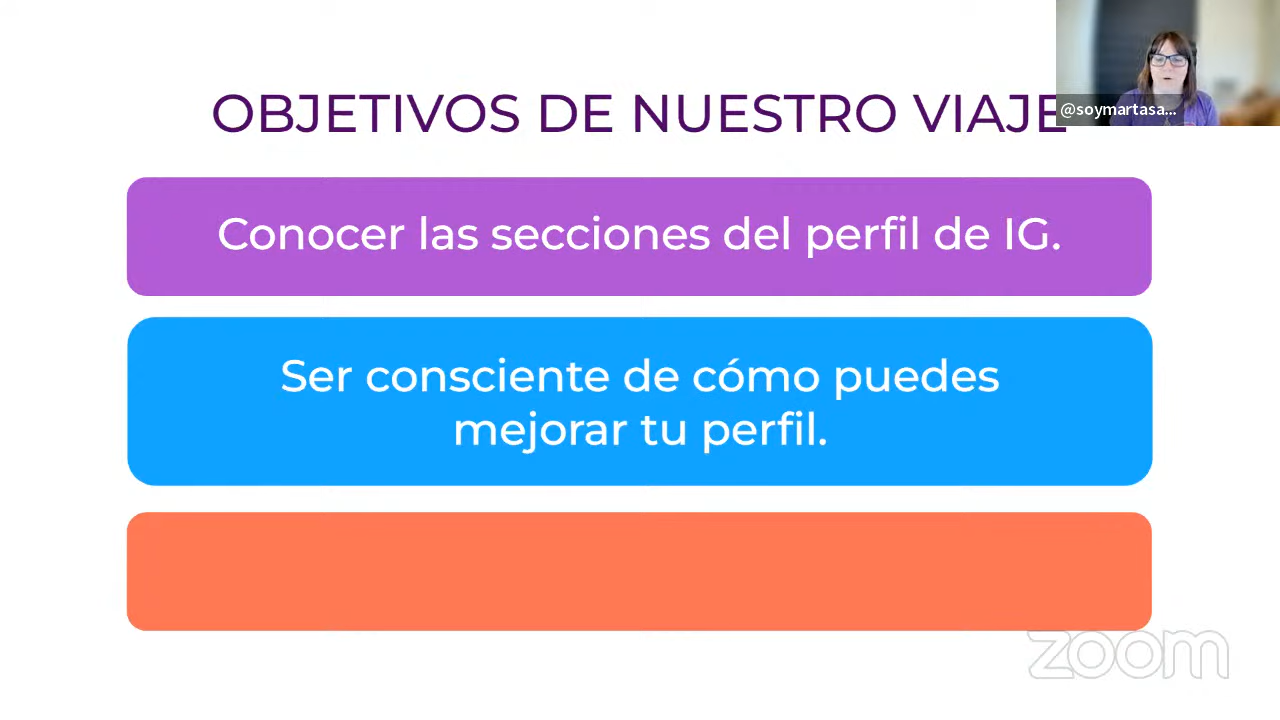 OBJETIVOS DE NUESTRO VIAJE
@soymartasa...
Conocer las secciones del perfil de IG.
Ser consciente de cómo puedes
mejorar tu perfil.
zoom